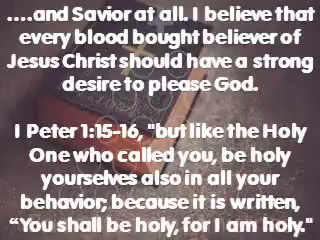 ....and Savior at all. I believe that
every blood bought believer of
Jesus Christ should have a strong
desire to please God.
I Peter 1:15-16, "but like the Holy
One who called you, be holy
yourselves also in all your
behavior; because it is written,
“You shall be holy, for I am holy."